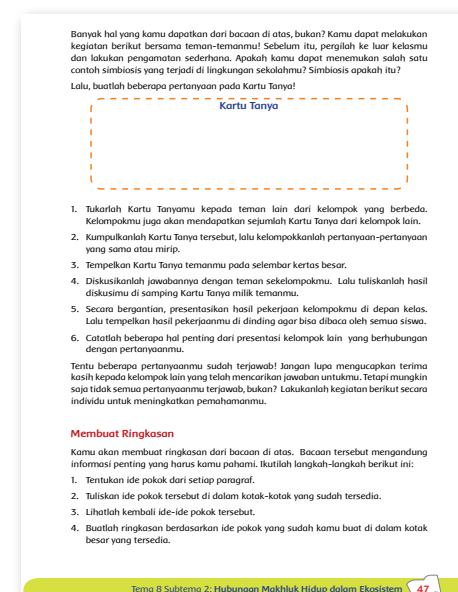 Banyak hal yang kamu dapatkan dari bacaan di atas, bukan? Kamu dapat melakukan
kegiatan berikut bersama teman-temanmu! Sebelum itu, pergilah ke luar kelasmu
dan lakukan pengamatan sederhana. Apakah kamu dapat menemukan salah satu
contoh simbiosis yang terjadi di lingkungan sekolahmu? Simbiosis apakah itu?
Lalu, buatlah beberapa pertanyaan pada Kartu Tanya!
Kartu Tanya
1. Tukarlah Kartu Tanyamu kepada teman lain dari kelompok yang berbeda.
Kelompokmu juga akan mendapatkan sejumlah Kartu Tanya dari kelompok lain.
2. Kumpulkanlah Kartu Tanya tersebut, lalu kelompokkanlah pertanyaan-pertanyaan
yang sama atau mirip.
3. Tempelkan Kartu Tanya temanmu pada selembar kertas besar.
4. Diskusikanlah jawabannya dengan teman sekelompokmu. Lalu tuliskanlah hasil
diskusimu di samping Kartu Tanya milik temanmu.
5. Secara bergantian, presentasikan hasil pekerjaan kelompokmu di depan kelas.
Lalu tempelkan hasil pekerjaanmu di dinding agar bisa dibaca oleh semua siswa.
6. Catatlah beberapa hal penting dari presentasi kelompok lain yang berhubungan
dengan pertanyaanmu.
Tentu beberapa pertanyaanmu sudah terjawab! Jangan lupa mengucapkan terima
kasih kepada kelompok lain yang telah mencarikan jawaban untukmu. Tetapi mungkin
saja tidak semua pertanyaanmu terjawab, bukan? Lakukanlah kegiatan berikut secara
individu untuk meningkatkan pemahamanmu.
Membuat Ringkasan
Kamu akan membuat ringkasan dari bacaan di atas. Bacaan tersebut mengandung
informasi penting yang harus kamu pahami. Ikutilah langkah-langkah berikut ini:
1. Tentukan ide pokok dari setiap paragraf.
2. Tuliskan ide pokok tersebut di dalam kotak-kotak yang sudah tersedia.
3. Lihatlah kembali ide-ide pokok tersebut.
4. Buatlah ringkasan berdasarkan ide pokok yang sudah kamu buat di dalam kotak
besar yang tersedia.
Tema 8 Subtema 2: Hubungan Makhluk Hidup dalam Ekosistem 47